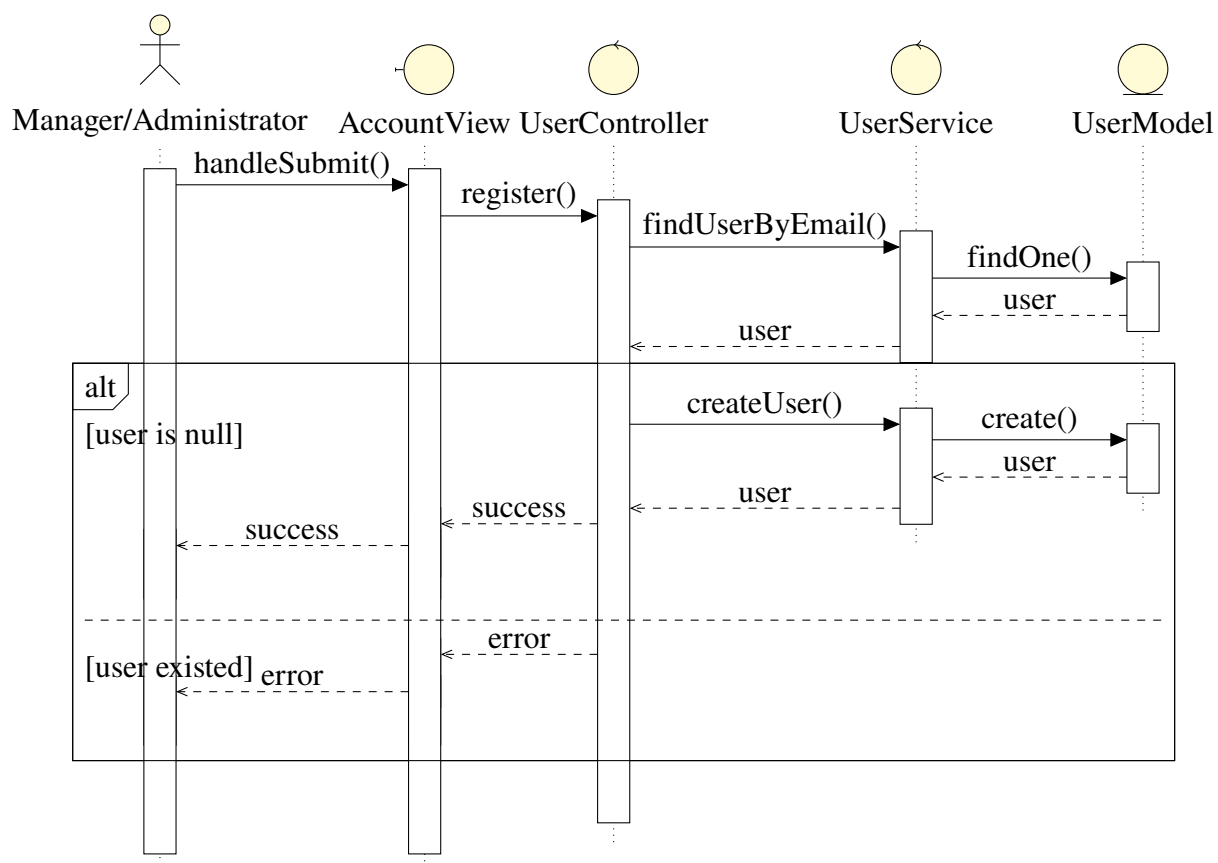 Manager/Administrator
AccountView
UserController
UserService
UserModel
handleSubmit()
register()
findUserByEmail()
findOne()
user
user
alt
createUser()
create()
[user is null]
user
user
success
success
error
[user existed]
error